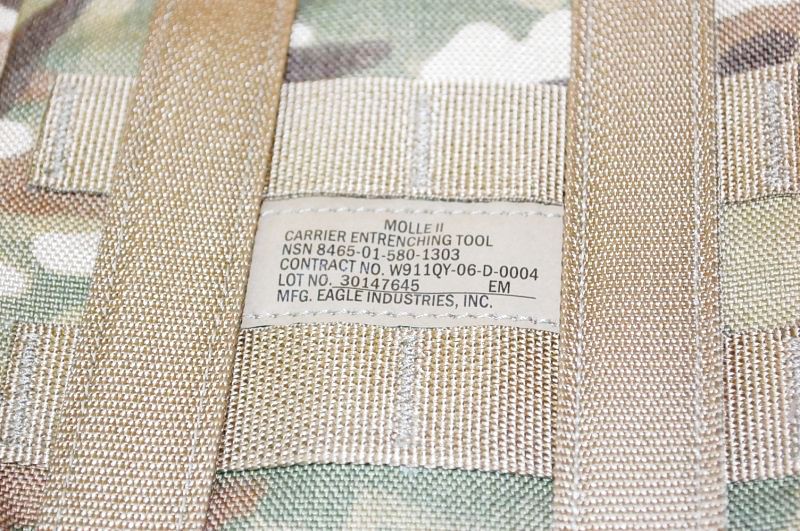 MOLLE II
CARRIER ENTRENCHING TOOL
NSN 8465-01-580-1303
CONTRACT NO. W911QY-06-D-0004
LOT NO. 30147645 EM
MFG. EAGLE INDUSTRIES, INC.